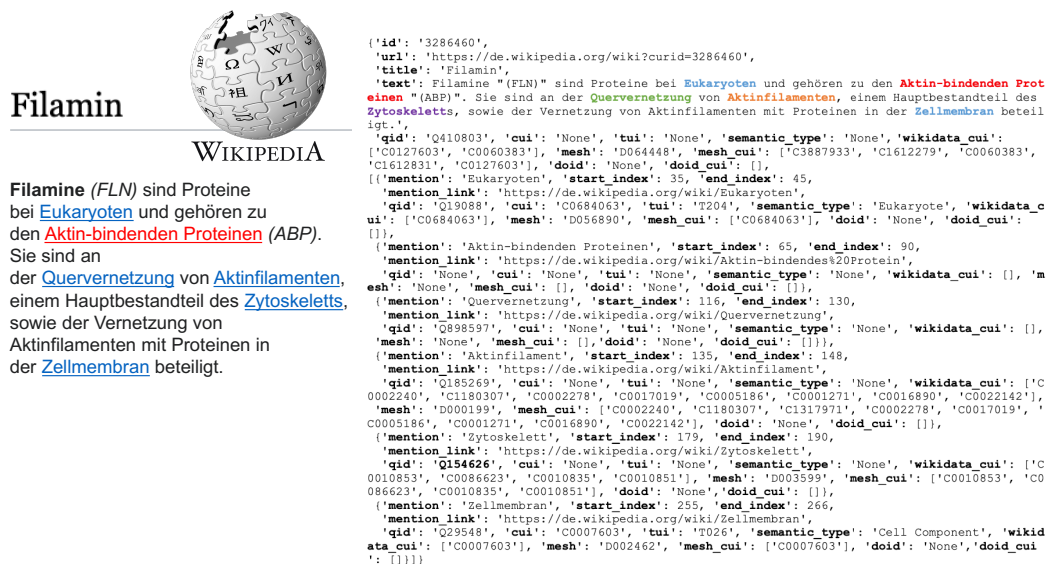 Filamin
WIKIPEDIA
Filamine (FLN) sind Proteine
bei Eukaryoten und gehören zu
den Aktin-bindenden Proteinen (ABP).
Sie sind an
der Quervernetzung von Aktinfilamenten,
einem Hauptbestandteil des Zytoskeletts,
sowie der Vernetzung von
Aktinfilamenten mit Proteinen in
der Zellmembran beteiligt.
{'id': '3286460',
'url': 'https://de.wikipedia.org/wiki?curid=3286460',
'title': 'Filamin',
'text': Filamine "(FLN)" sind Proteine bei Eukaryoten und gehören zu den Aktin-bindenden Prot
einen "(ABP)". Sie sind an der Quervernetzung von Aktinfilamenten, einem Hauptbestandteil des
Zytoskeletts, sowie der Vernetzung von Aktinfilamenten mit Proteinen in der Zellmembran beteil
igt.',
'qid': 'Q410803', 'cui': 'None', 'tui': 'None', 'semantic_type': 'None', 'wikidata_cui':
['C0127603', 'C0060383'], 'mesh': 'D064448', 'mesh_cui': ['C3887933', 'C1612279', 'C0060383',
'C1612831', 'C0127603'], 'doid': 'None', 'doid_cui': [],
[{'mention': 'Eukaryoten', 'start_index': 35, 'end_index': 45,
'mention_link': 'https://de.wikipedia.org/wiki/Eukaryoten',
'qid': 'Q19088', 'cui': 'C0684063', 'tui': 'T204', 'semantic_type': 'Eukaryote', 'wikidata_c
ui': ['C0684063'], 'mesh': 'D056890', 'mesh_cui': ['C0684063'], 'doid': 'None', 'doid_cui':
[]},
{'mention': 'Aktin-bindenden Proteinen', 'start_index': 65, 'end_index': 90,
'mention_link': 'https://de.wikipedia.org/wiki/Aktin-bindendes%20Protein',
'qid': 'None', 'cui': 'None', 'tui': 'None', 'semantic_type': 'None', 'wikidata_cui': [], 'm
esh': 'None', 'mesh_cui': [], 'doid': 'None', 'doid_cui': []},
{'mention': 'Quervernetzung', 'start_index': 116, 'end_index': 130,
'mention_link': 'https://de.wikipedia.org/wiki/Quervernetzung',
'qid': 'Q898597', 'cui': 'None', 'tui': 'None', 'semantic_type': 'None', 'wikidata_cui': [],
'mesh': 'None', 'mesh_cui': [],'doid': 'None', 'doid_cui': []}},
{'mention': 'Aktinfilament', 'start_index': 135, 'end_index': 148,
'mention_link': 'https://de.wikipedia.org/wiki/Aktinfilament',
'qid': 'Q185269', 'cui': 'None', 'tui': 'None', 'semantic_type': 'None', 'wikidata_cui': ['C
0002240', 'C1180307', 'C0002278', 'C0017019', 'C0005186', 'C0001271', 'C0016890', 'C0022142'],
'mesh': 'D000199', 'mesh_cui': ['C0002240', 'C1180307', 'C1317971', 'C0002278', 'C0017019', '
C0005186', 'C0001271', 'C0016890', 'C0022142'], 'doid': 'None', 'doid_cui': []},
{'mention': 'Zytoskelett', 'start_index': 179, 'end_index': 190,
'mention_link': 'https://de.wikipedia.org/wiki/Zytoskelett',
'qid': 'Q154626', 'cui': 'None', 'tui': 'None', 'semantic_type': 'None', 'wikidata_cui': ['C
0010853', 'C0086623', 'C0010835', 'C0010851'], 'mesh': 'D003599', 'mesh_cui': ['C0010853', 'C0
086623', 'C0010835', 'C0010851'], 'doid': 'None','doid_cui': []},
{'mention': 'Zellmembran', 'start_index': 255, 'end_index': 266,
'mention_link': 'https://de.wikipedia.org/wiki/Zellmembran',
'qid': 'Q29548', 'cui': 'C0007603', 'tui': 'T026', 'semantic_type': 'Cell Component', 'wikid
ata_cui': ['C0007603'], 'mesh': 'D002462', 'mesh_cui': ['C0007603'], 'doid': 'None','doid_cui
': []}]}